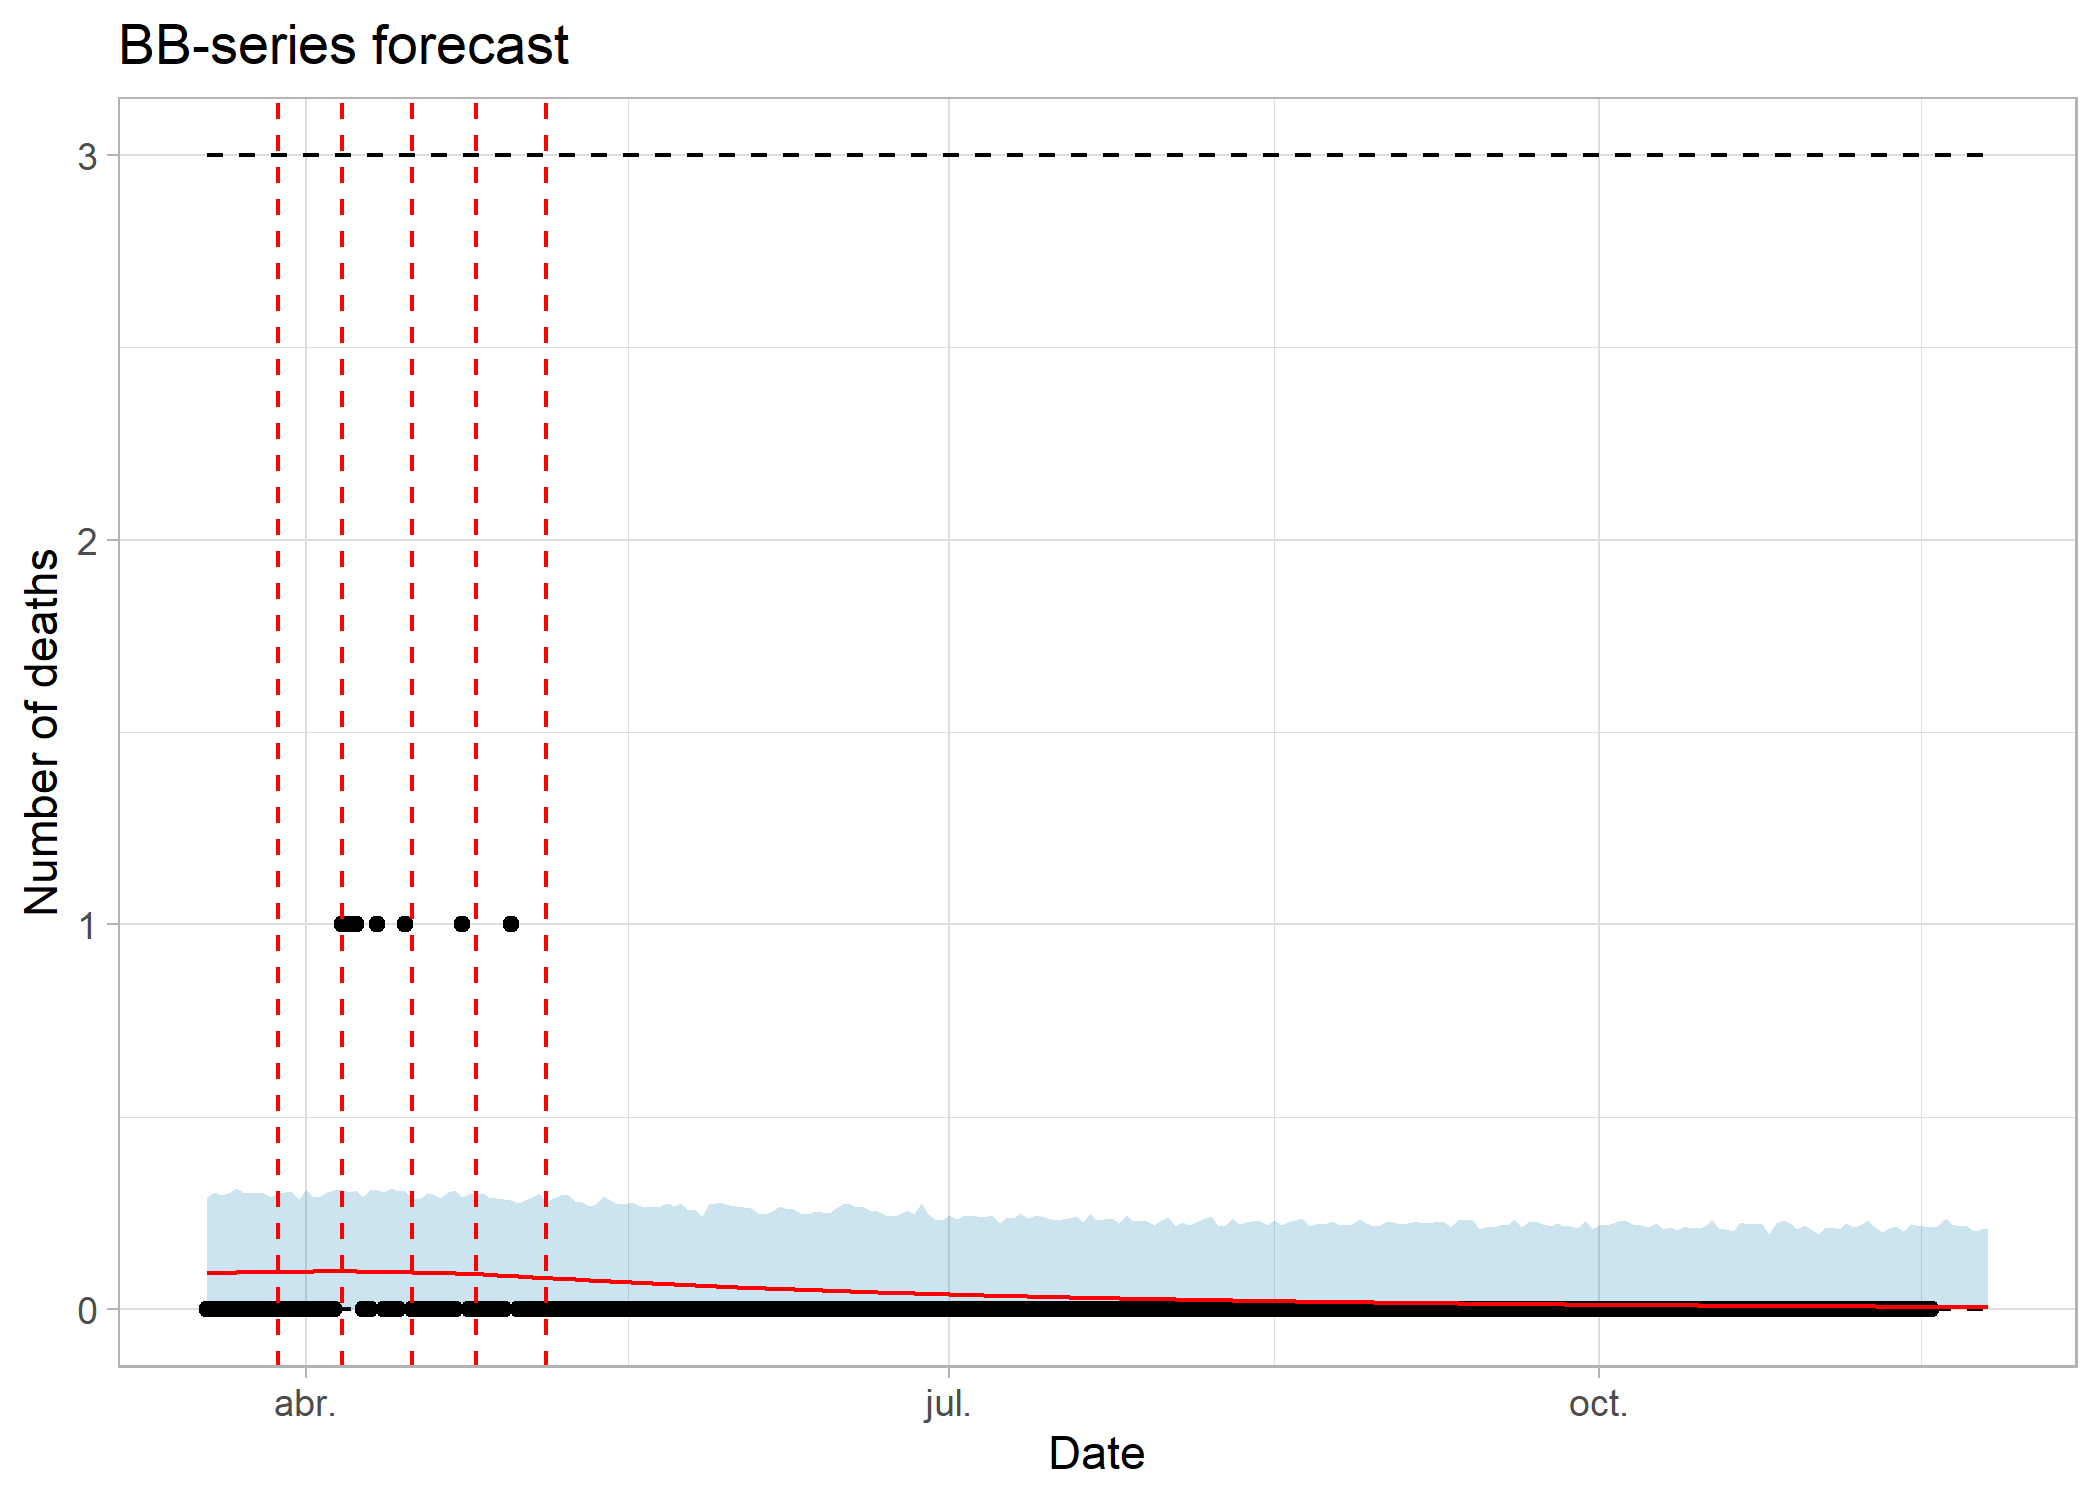 BB-series forecast
3
2
1
0
Number of deaths
abr.
jul.
oct.
Date